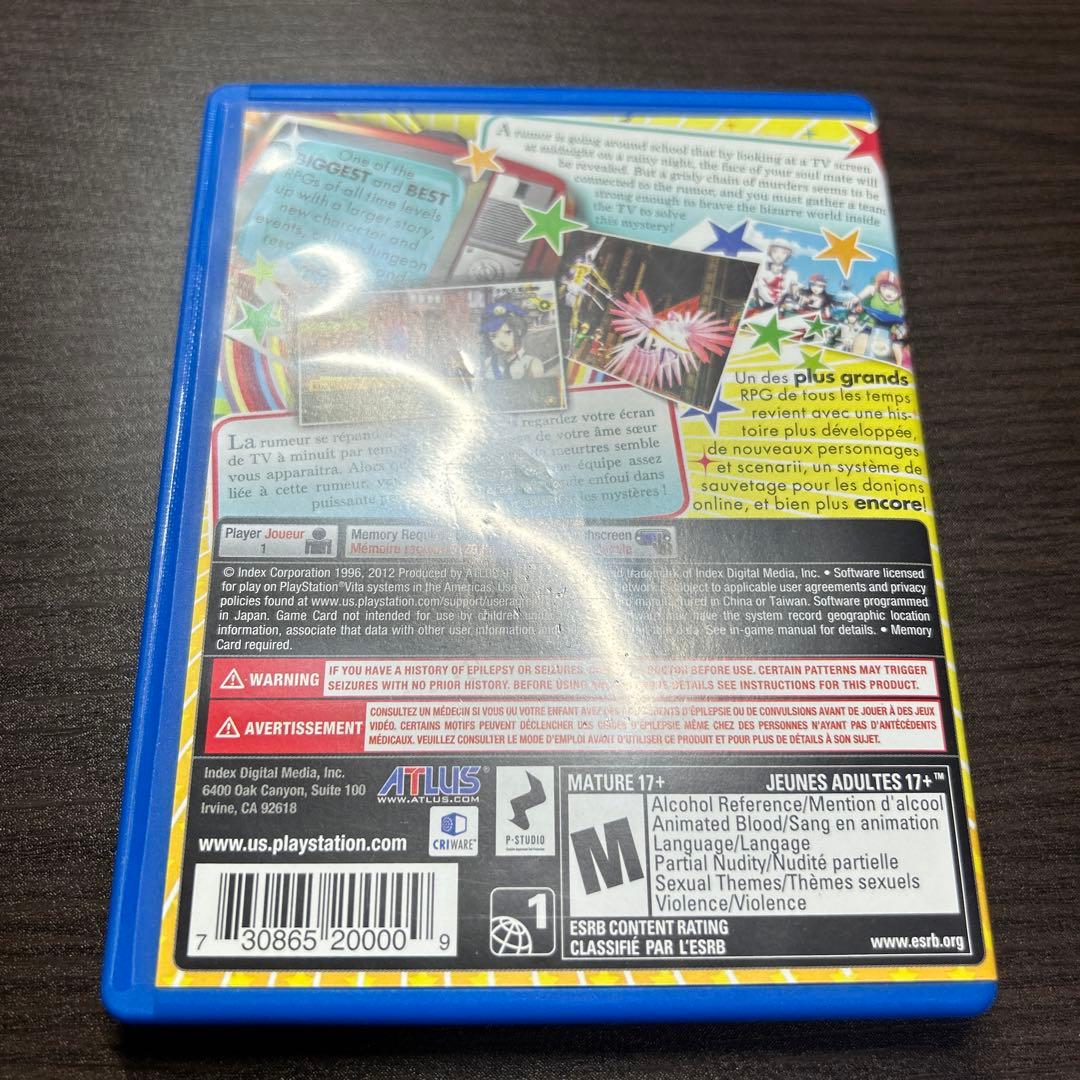 One of the
BIGGEST and BEST
RPGs of all time levels
up with a larger story,
new character and
events, dungeon
and
A rumor is going around school that by looking at a TV screen
at midnight on a rainy night, the face of your soul mate will
be revealed. But a grisly chain of murders seems to be
connected to the rumor, and you must gather a team
strong enough to brave the bizarre world inside
the TV to solve
this mystery!
Un des plus grands
RPG de tous les temps
revient avec une his-
toire plus développée,
de nouveaux personnages
et scenarii, un système de
sauvetage pour les donjons
online, et bien plus encore!
La rumeur se répand regardez votre écran
de TV à minuit par de votre âme sœur
vous apparaitra. Alors meurtres semble
liée à cette rumeur, équipe assez
puissante enfoui dans
les mystères !
Player Joueur
1
Memory
Mémoire
© Index Corporation 1996, 2012 Produced by ATLUS trademark of Index Digital Media, Inc. • Software licensed
for play on PlayStation®Vita systems in the Americas. subject to applicable user agreements and privacy
policies found at www.us.playstation.com/support/ manufactured in China or Taiwan. Software programmed
in Japan. Game Card not intended for use by children under may have the system record geographic location
information, associate that data with other user information and See in-game manual for details. • Memory
Card required.
WARNING
IF YOU HAVE A HISTORY OF EPILEPSY OR SEIZURES, DOCTOR BEFORE USE. CERTAIN PATTERNS MAY TRIGGER
SEIZURES WITH NO PRIOR HISTORY. BEFORE USING DETAILS SEE INSTRUCTIONS FOR THIS PRODUCT.
AVERTISSEMENT
CONSULTEZ UN MÉDECIN SI VOUS OU VOTRE ENFANT AVEZ D'ÉPILEPSIE OU DE CONVULSIONS AVANT DE JOUER À DES JEUX
VIDÉO. CERTAINS MOTIFS PEUVENT DÉCLENCHER DES CRISES D'ÉPILEPSIE MÊME CHEZ DES PERSONNES N'AYANT PAS D'ANTÉCÉDENTS
MÉDICAUX. VEUILLEZ CONSULTER LE MODE D'EMPLOI AVANT D'UTILISER CE PRODUIT ET POUR PLUS DE DÉTAILS À SON SUJET.
Index Digital Media, Inc.
6400 Oak Canyon, Suite 100
Irvine, CA 92618
ATLUS®
WWW.ATLUS.COM
www.us.playstation.com
CRIWARE™
P-STUDIO
7 30865 20000 9
1
MATURE 17+ JEUNES ADULTES 17+™
M
Alcohol Reference/Mention d'alcool
Animated Blood/Sang en animation
Language/Langage
Partial Nudity/Nudité partielle
Sexual Themes/Thèmes sexuels
Violence/Violence
ESRB CONTENT RATING
CLASSIFIÉ PAR L'ESRB
www.esrb.org